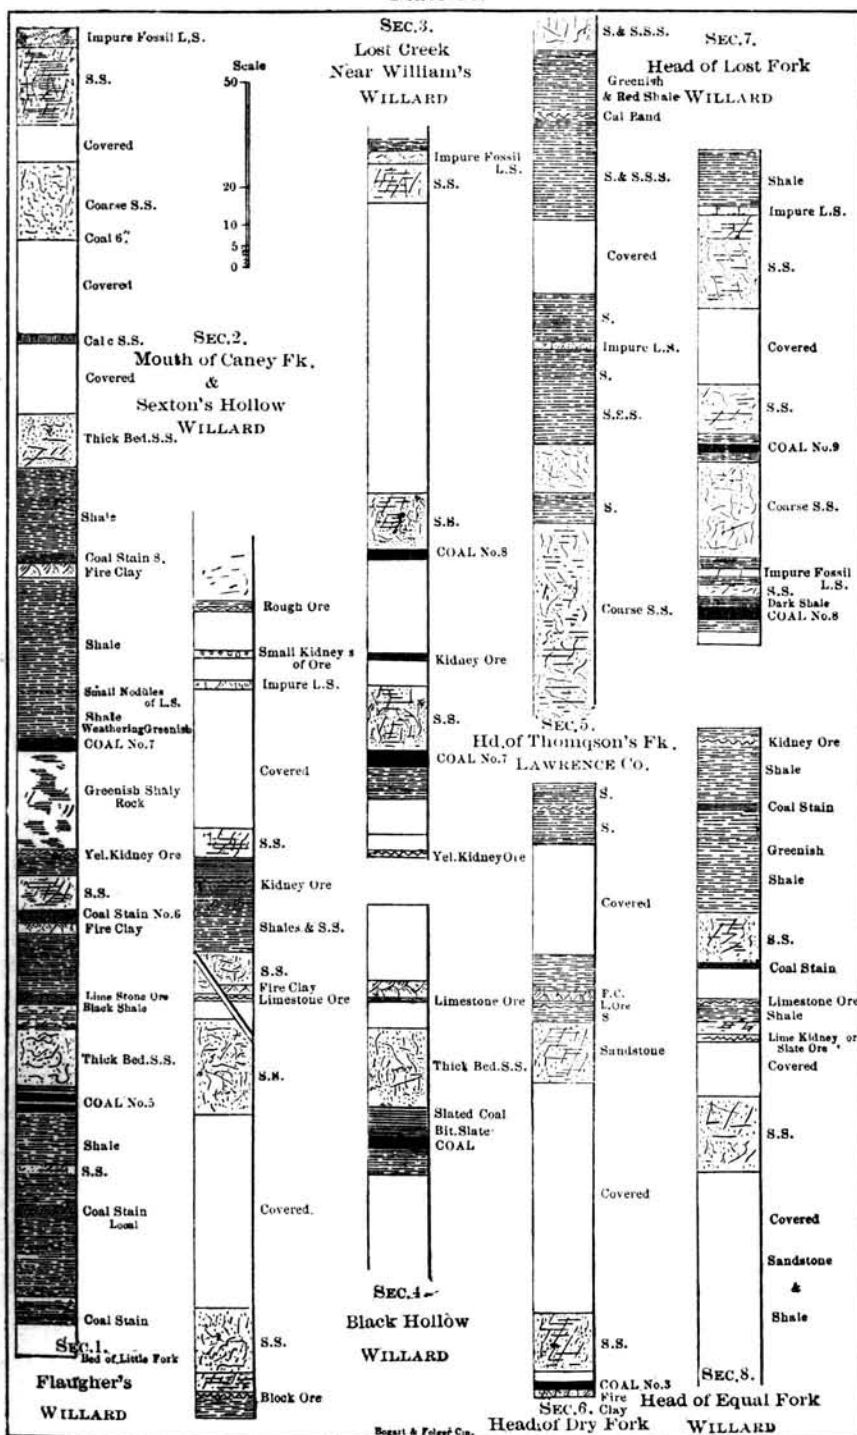 Impure Fossil L.S.
S.S.
Covered
Coarse S.S.
Coal 6".
Covered
Calc S.S.
Covered
Thick Bed.S.S.
Shale
Coal Stain 8.
Fire Clay
Shale
Small Nodules
of L.S.
Shale
Weathering Greenish
COAL No.7
Greenish Shaly
Rock
Yel. Kidney Ore
S.S.
Coal Stain No.6
Fire Clay
Lime Stone Ore
Black Shale
Thick Bed.S.S.
COAL No.5
Shale
S.S.
Coal Stain
Local
Coal Stain
SEC.1.
Bed of Little Fork
Flaugher's
WILLARD
Scale
50
20
10
5
0
SEC.2.
Mouth of Caney Fk.
&
Sexton's Hollow
WILLARD
Rough Ore
Small Kidneys
of Ore
Impure L.S.
Covered
S.S.
Kidney Ore
Shales & S.S.
S.S.
Fire Clay
Limestone Ore
S.S.
Covered.
S.S.
Block Ore
SEC.3.
Lost Creek
Near William's
WILLARD
Impure Fossil
L.S.
S.S.
S.S.
COAL No.8
Kidney Ore
S.S.
COAL No.7
Yel. Kidney Ore
Limestone Ore
Thick Bed.S.S.
Slated Coal
Bit. Slate
COAL
SEC.4
Black Hollow
WILLARD
S.& S.S.S.
Greenish
& Red Shale
Cal Band
S.& S.S.S.
Covered
S.
Impure L.S.
S.
S.S.S.
S.
Coarse S.S.
SEC.5.
Hd. of Thomqson's Fk.
LAWRENCE CO.
S.
S.
Covered
F.C.
L.Ore
S
Sandstone
Covered
S.S.
COAL No.3
Fire
Clay
SEC.6.
Head of Dry Fork
SEC.7.
Head of Lost Fork
WILLARD
Shale
Impure L.S.
S.S.
Covered
S.S.
COAL No.9
Coarse S.S.
Impure Fossil
L.S.
S.S.
Dark Shale
COAL No.8
Kidney Ore
Shale
Coal Stain
Greenish
Shale
S.S.
Coal Stain
Limestone Ore
Shale
Lime Kidney or
Slate Ore
Covered
S.S.
Covered
Sandstone
&
Shale
SEC.8.
Head of Equal Fork
WILLARD